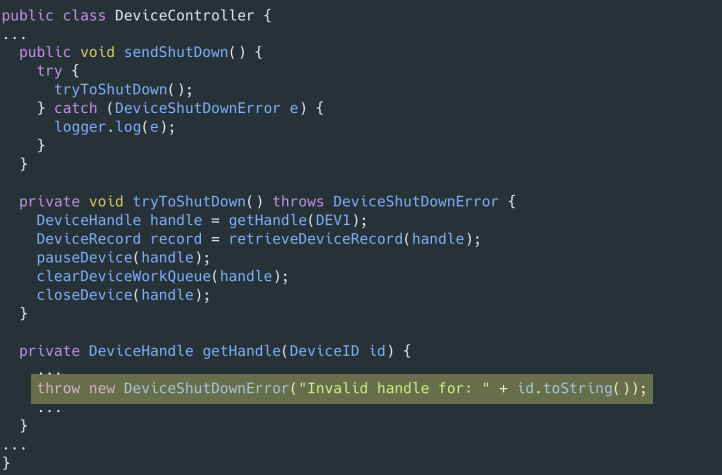 public class DeviceController {
...
  public void sendShutDown() {
    try {
      tryToShutDown();
    } catch (DeviceShutDownError e) {
      logger.log(e);
    }
  }

  private void tryToShutDown() throws DeviceShutDownError {
    DeviceHandle handle = getHandle(DEV1);
    DeviceRecord record = retrieveDeviceRecord(handle);
    pauseDevice(handle);
    clearDeviceWorkQueue(handle);
    closeDevice(handle);
  }

  private DeviceHandle getHandle(DeviceID id) {
    ...
    throw new DeviceShutDownError("Invalid handle for: " + id.toString());
    ...
  }
...
}